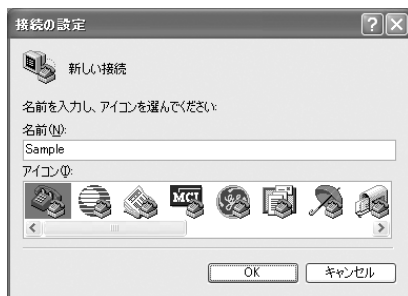 接続の設定
新しい接続
名前を入力し、アイコンを選んでください:
名前(N):
Sample
アイコン(I):
MCI
OK
キャンセル